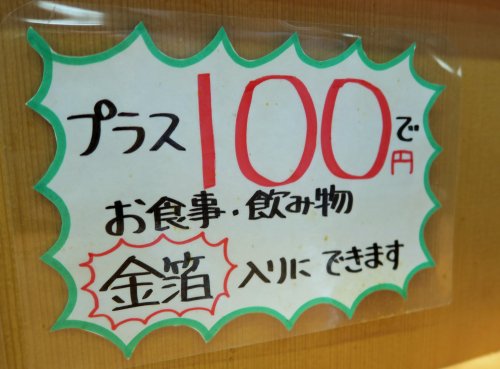 プラス100円で
お食事・飲み物
金箔入りにできます